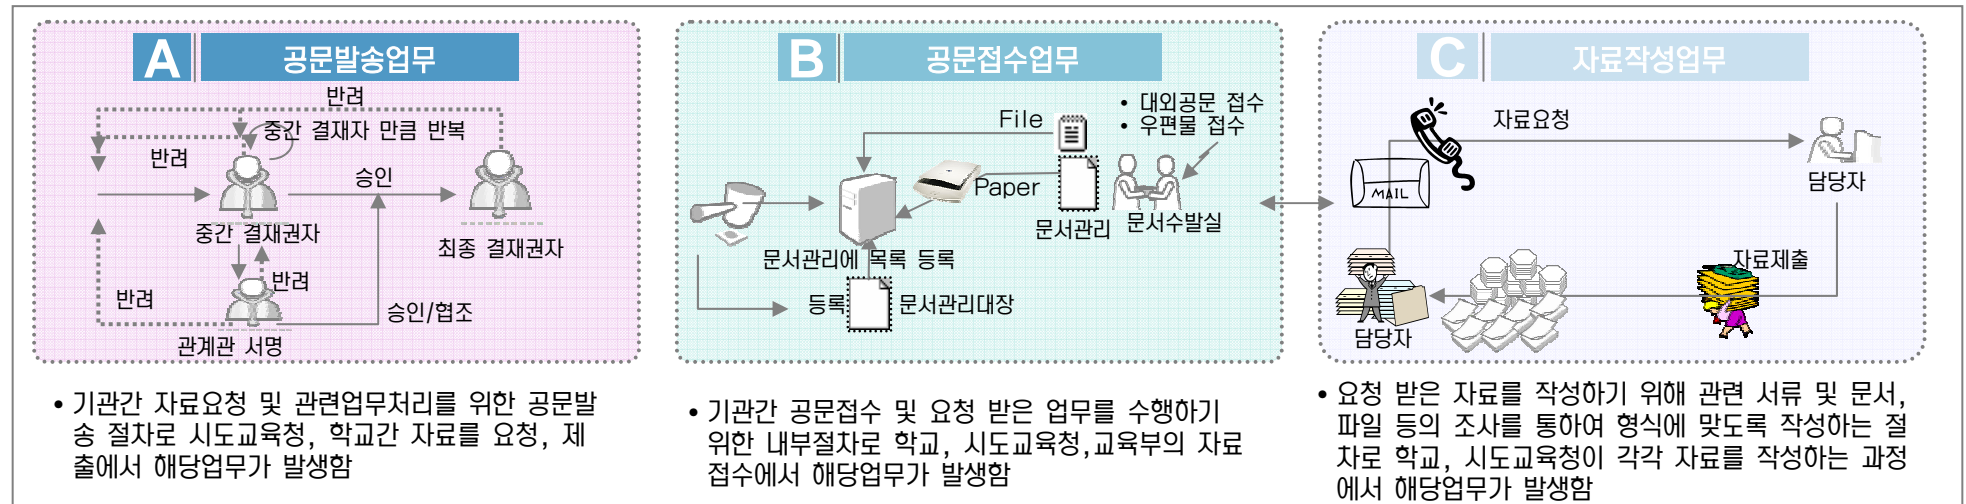 A 공문발송업무
반려
중간 결재자 만큼 반복
반려
승인
중간 결재권자
최종 결재권자
반려
반려
승인/협조
관계관 서명
• 기관간 자료요청 및 관련업무처리를 위한 공문발
송 절차로 시도교육청, 학교간 자료를 요청, 제
출에서 해당업무가 발생함
B 공문접수업무
• 대외공문 접수
• 우편물 접수
File
Paper
문서관리
문서수발실
문서관리에 목록 등록
등록
문서관리대장
• 기관간 공문접수 및 요청 받은 업무를 수행하기
위한 내부절차로 학교, 시도교육청,교육부의 자료
접수에서 해당업무가 발생함
C 자료작성업무
자료요청
MAIL
담당자
자료제출
담당자
• 요청 받은 자료를 작성하기 위해 관련 서류 및 문서,
파일 등의 조사를 통하여 형식에 맞도록 작성하는 절
차로 학교, 시도교육청이 각각 자료를 작성하는 과정
에서 해당업무가 발생함